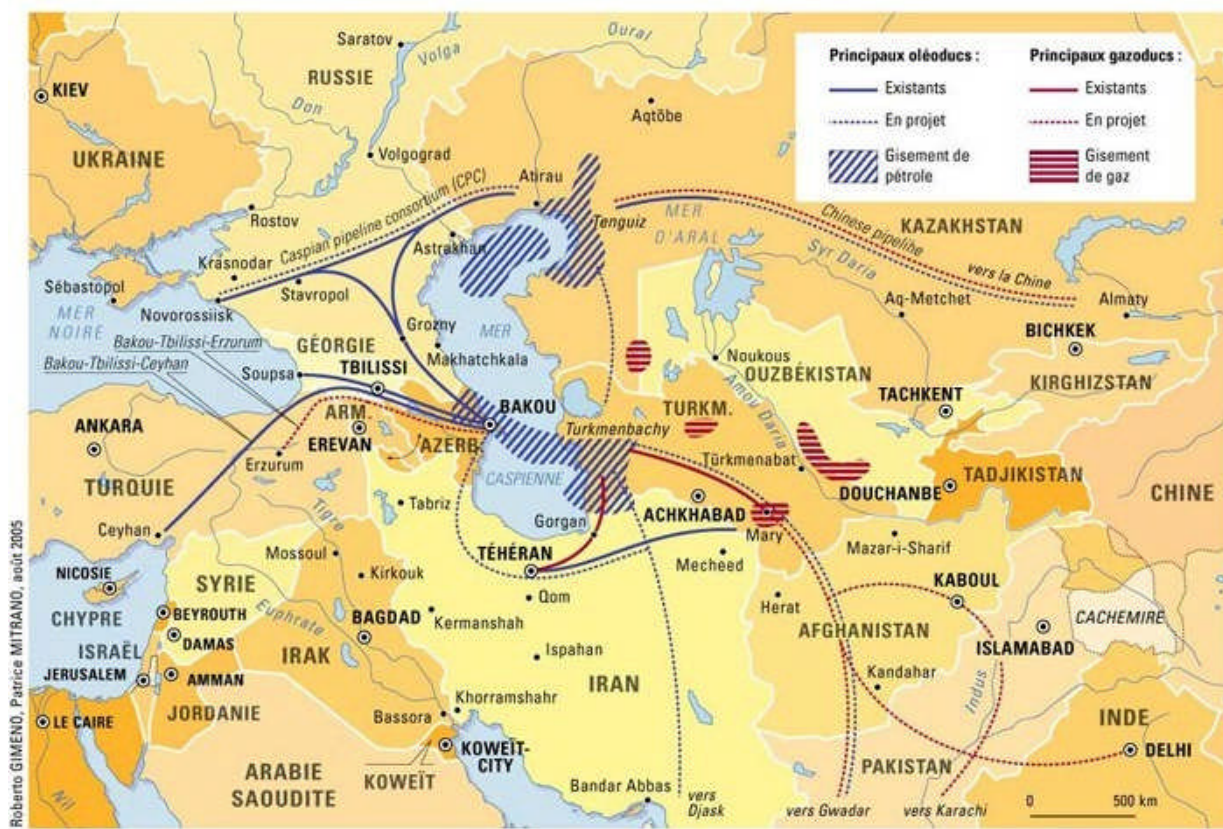 Principaux oléoducs :
Existants
En projet
Gisement de
pétrole
Principaux gazoducs :
Existants
En projet
Gisement
de gaz
Saratov
Volga
Oural
RUSSIE
KIEV
Don
Aqtöbe
UKRAINE
Volgograd
Atirau
Rostov
Caspian pipeline consortium (CPC)
Tenguiz
MER
D'ARAL
Chinese pipelinhe
KAZAKHSTAN
Astrakhan
Krasnodar
Syr Daria
vers la Chine
Sébastopol
Stavropol
Aq-Metchet
Almaty
MER
NOIRE
Novorossiisk
Grozny
MER
BICHKEK
Bakou-Tbilissi-Erzurum
GÉORGIE
Makhatchkala
Noukous
Bakou-Tbilissi-Ceyhan
TBILISSI
OUZBÉKISTAN
KIRGHIZSTAN
Soupsa
Amou Daria
TACHKENT
BAKOU
TURKM.
ANKARA
ARM.
Turkmenbachy
EREVAN
AZERB.
Erzurum
Türkmenabat
TADJIKISTAN
CASPIENNE
TURQUIE
Tabriz
DOUCHANBE
CHINE
Tigre
ACHKHABAD
Gorgan
Mary
Ceyhan
Mossoul
TÉHÉRAN
Mazar-i-Sharif
Mecheed
NICOSIE
SYRIE
Kirkouk
KABOUL
Qom
Herat
CHYPRE
BEYROUTH
Euphrate
BAGDAD
Kermanshah
CACHEMIRE
DAMAS
AFGHANISTAN
ISRAËL
IRAK
Ispahan
ISLAMABAD
JERUSALEM
AMMAN
IRAN
Kandahar
Indus
JORDANIE
Khorramshahr
LE CAIRE
Bassora
INDE
KOWEÏT-
CITY
DELHI
ARABIE
SAOUDITE
KOWEÏT
PAKISTAN
Bandar Abbas
Nil
vers
Djask
vers Gwadar
vers Karachi
0 500 km
Roberto GIMENO, Patrice MITRANO, août 2005